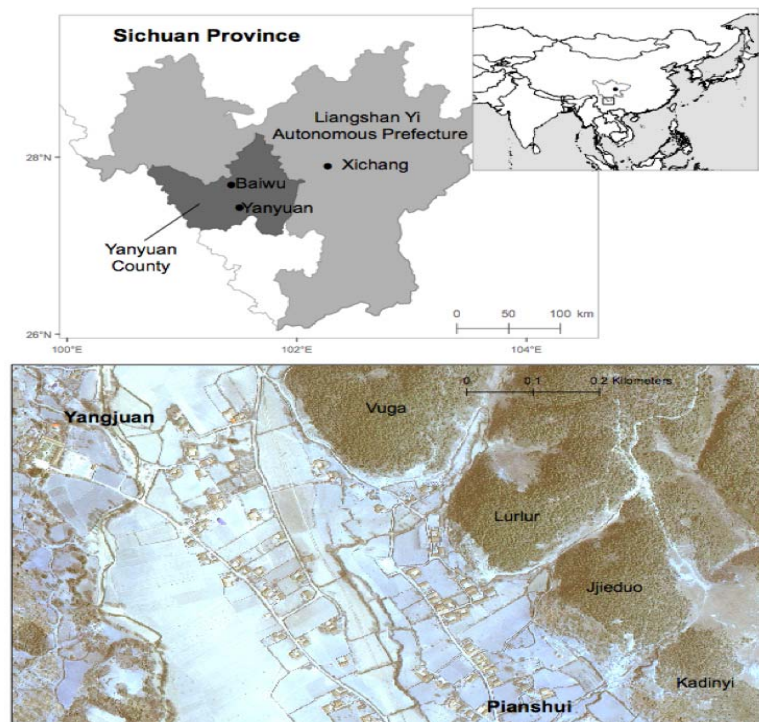 Sichuan Province
Liangshan Yi
Autonomous Prefecture
28°N
Xichang
Baiwu
Yanyuan
Yanyuan
County
0 50 100 km
26°N
100°E 102°E 104°E
0 0.1 0.2 Kilometers
Yangjuan
Vuga
Lurlur
Jjieduo
Kadinyi
Pianshui